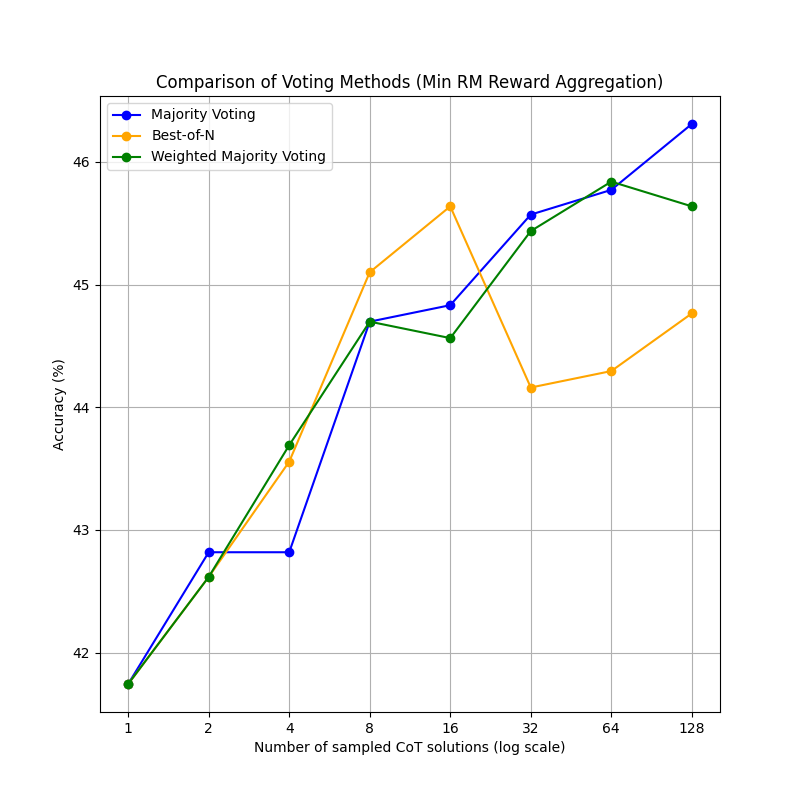 Comparison of Voting Methods (Min RM Reward Aggregation)
Majority Voting
Best-of-N
Weighted Majority Voting
46
45
44
43
42
Accuracy (%)
1 2 4 8 16 32 64 128
Number of sampled CoT solutions (log scale)